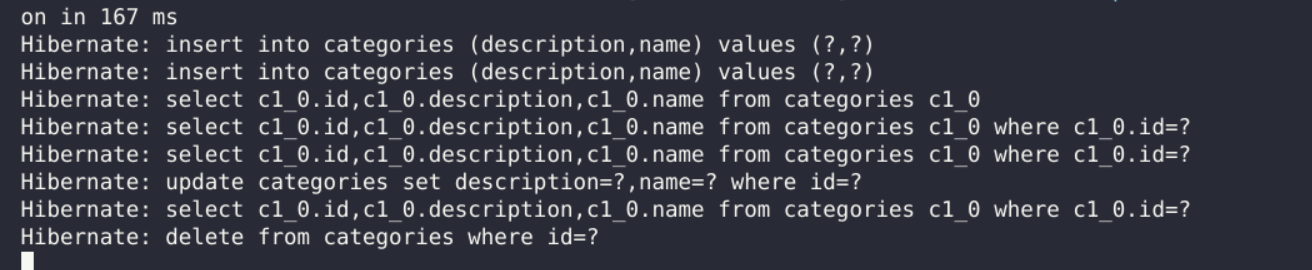 on in 167 ms
Hibernate: insert into categories (description,name) values (?,?)
Hibernate: insert into categories (description,name) values (?,?)
Hibernate: select c1_0.id,c1_0.description,c1_0.name from categories c1_0
Hibernate: select c1_0.id,c1_0.description,c1_0.name from categories c1_0 where c1_0.id=?
Hibernate: select c1_0.id,c1_0.description,c1_0.name from categories c1_0 where c1_0.id=?
Hibernate: update categories set description=?,name=? where id=?
Hibernate: select c1_0.id,c1_0.description,c1_0.name from categories c1_0 where c1_0.id=?
Hibernate: delete from categories where id=?